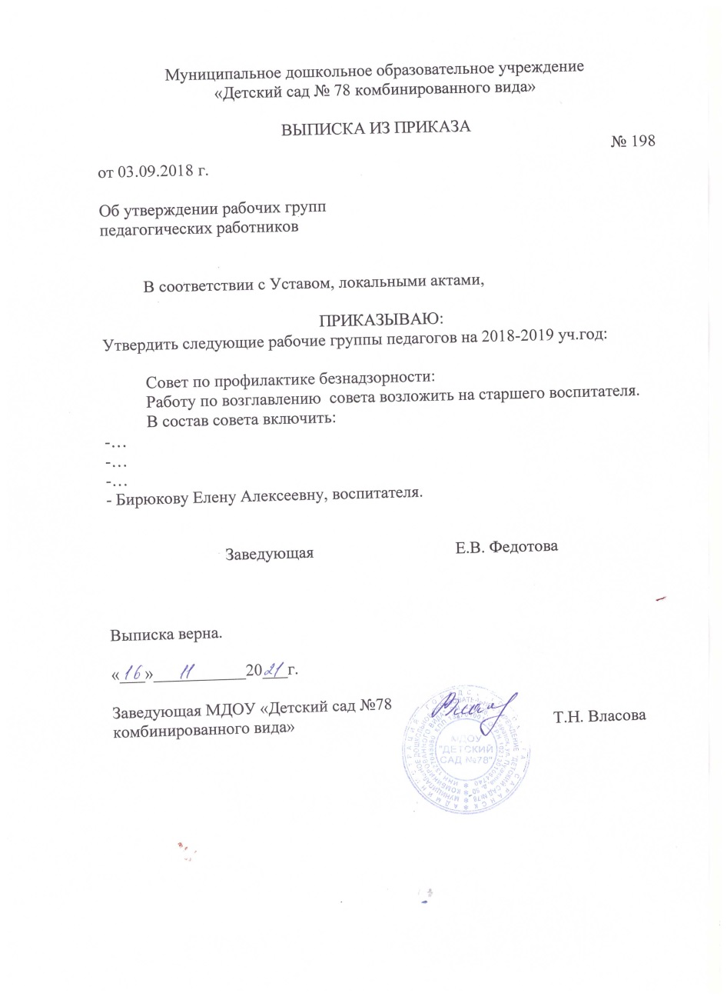 Муниципальное дошкольное образовательное учреждение
«Детский сад № 78 комбинированного вида»
ВЫПИСКА ИЗ ПРИКАЗА
№ 198
от 03.09.2018 г.
Об утверждении рабочих групп
педагогических работников
В соответствии с Уставом, локальными актами,
ПРИКАЗЫВАЮ:
Утвердить следующие рабочие группы педагогов на 2018-2019 уч.год:
Совет по профилактике безнадзорности:
Работу по возглавлению совета возложить на старшего воспитателя.
В состав совета включить:
-…
-…
-…
- Бирюкову Елену Алексеевну, воспитателя.
Заведующая Е.В. Федотова
Выписка верна.
«16» 11 2021г.
Заведующая МДОУ «Детский сад №78
комбинированного вида»
Т.Н. Власова
МДОУ
"ДЕТСКИЙ
САД №78"